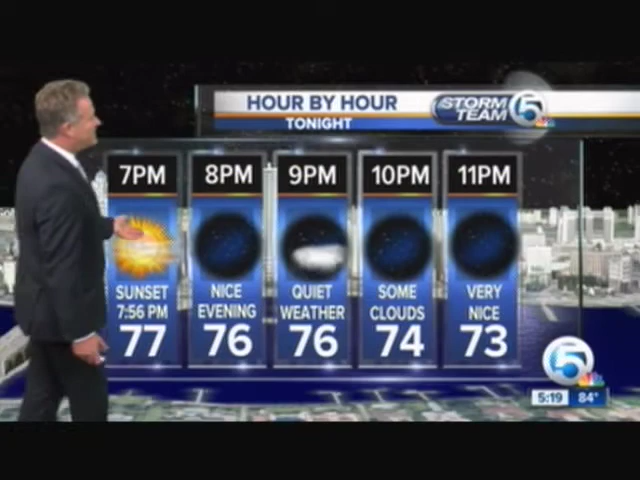 HOUR BY HOUR
TONIGHT
STORM
TEAM 5
7PM
8PM
9PM
10PM
11PM
SUNSET
7:56 PM
77
NICE
EVENING
76
QUIET
WEATHER
76
SOME
CLOUDS
74
VERY
NICE
73
5
5:19 84°